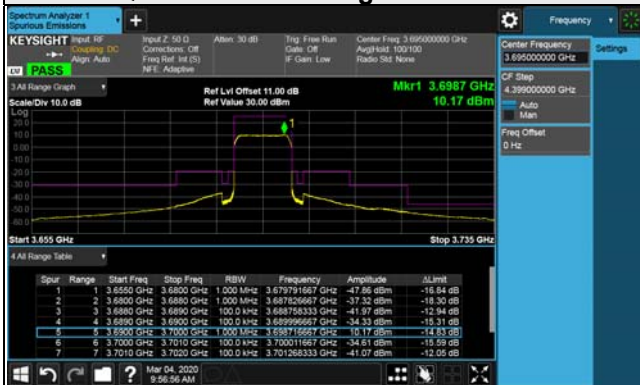 Spectrum Analyzer 1
Spurious Emissions
Frequency
KEYSIGHT
Input: RF
Coupling: DC
Align: Auto
Input Z: 50 Ω
Corrections: Off
Freq Ref: Int (S)
NFE: Adaptive
Atten: 30 dB
Trig: Free Run
Gate: Off
IF Gain: Low
Center Freq: 3.695000000 GHz
Avg|Hold: 100/100
Radio Std: None
PASS
Center Frequency
3.695000000 GHz
Settings
CF Step
4.399000000 GHz
Auto
Man
Freq Offset
0 Hz
3 All Range Graph
Scale/Div 10.0 dB
Ref Lvl Offset 11.00 dB
Ref Value 30.00 dBm
Mkr1 3.6987 GHz
10.17 dBm
Log
20.0
10.0
0.00
-10.0
-20.0
-30.0
-40.0
-50.0
-60.0
1
Start 3.655 GHz
Stop 3.735 GHz
4 All Range Table
Spur Range Start Freq Stop Freq RBW Frequency Amplitude ΔLimit
1 1 3.6550 GHz 3.6800 GHz 1.000 MHz 3.679791667 GHz -47.86 dBm -16.84 dB
2 2 3.6800 GHz 3.6880 GHz 1.000 MHz 3.687826667 GHz -37.32 dBm -18.30 dB
3 3 3.6880 GHz 3.6890 GHz 100.0 kHz 3.688758333 GHz -41.97 dBm -12.94 dB
4 4 3.6890 GHz 3.6900 GHz 100.0 kHz 3.689996667 GHz -34.33 dBm -15.31 dB
5 5 3.6900 GHz 3.7000 GHz 1.000 MHz 3.698716667 GHz 10.17 dBm -14.83 dB
6 6 3.7000 GHz 3.7010 GHz 100.0 kHz 3.700011667 GHz -34.61 dBm -15.59 dB
7 7 3.7010 GHz 3.7020 GHz 100.0 kHz 3.701268333 GHz -41.07 dBm -12.05 dB
Mar 04, 2020
9:56:56 AM